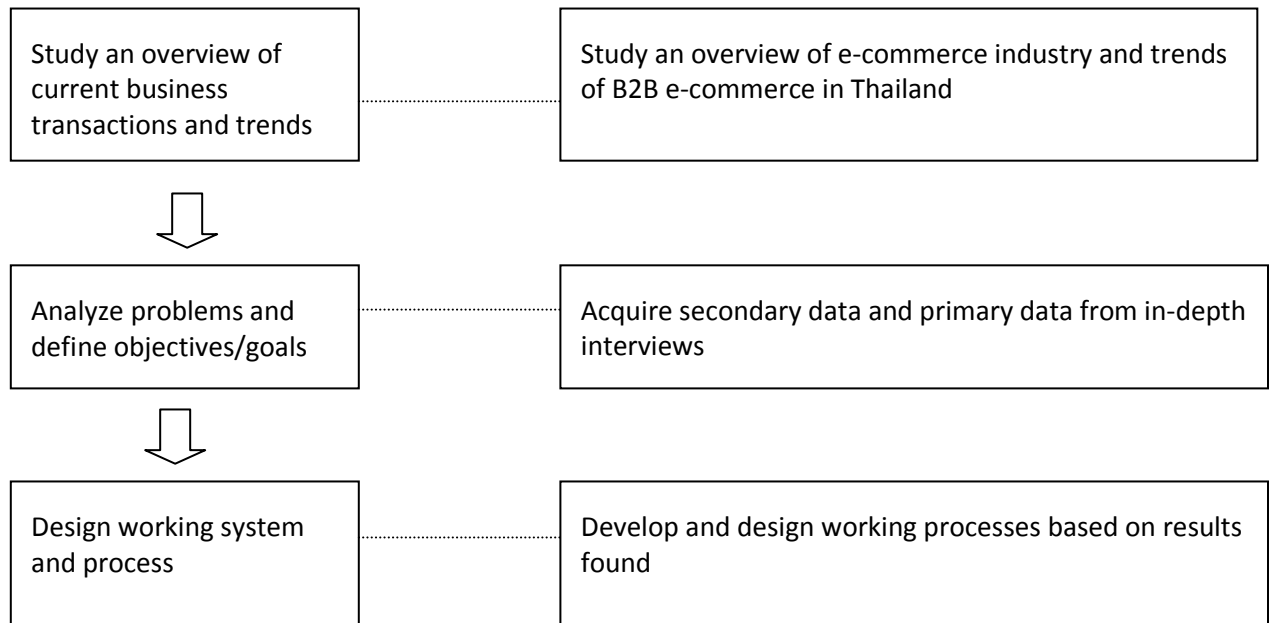 Study an overview of
current business
transactions and trends
Study an overview of e-commerce industry and trends
of B2B e-commerce in Thailand
Analyze problems and
define objectives/goals
Acquire secondary data and primary data from in-depth
interviews
Design working system
and process
Develop and design working processes based on results
found